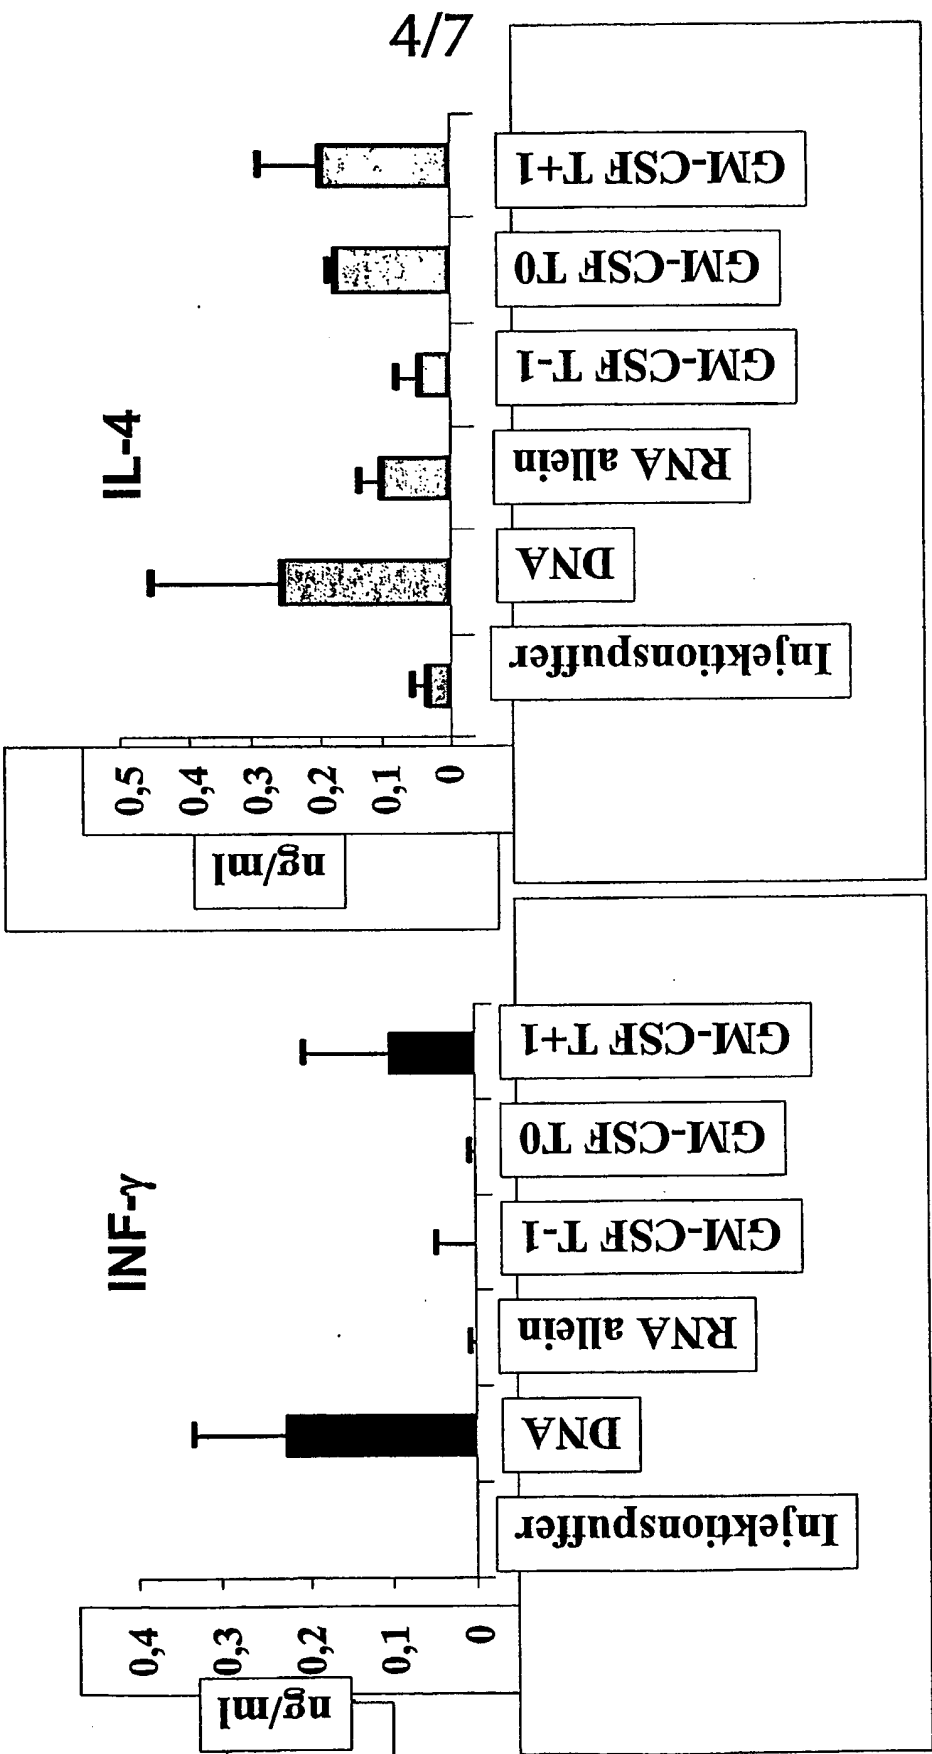 4/7
INF-γ
ng/ml
0,4
0,3
0,2
0,1
0
Injektionspuffer
DNA
RNA allein
GM-CSF T-1
GM-CSF T0
GM-CSF T+1
IL-4
ng/ml
0,5
0,4
0,3
0,2
0,1
0
Injektionspuffer
DNA
RNA allein
GM-CSF T-1
GM-CSF T0
GM-CSF T+1